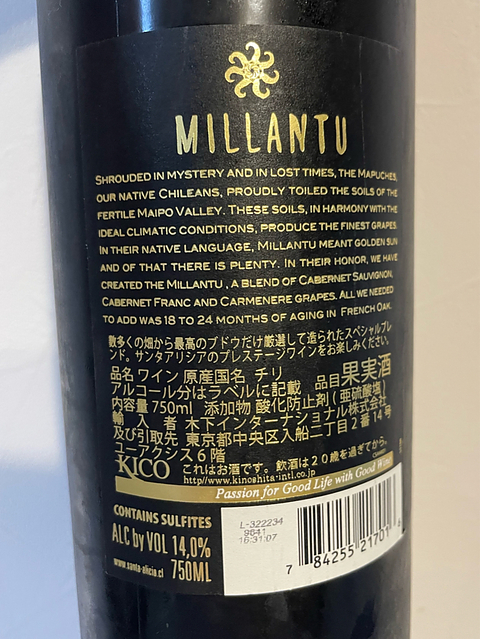 MILLANTU
SHROUDED IN MYSTERY AND IN LOST TIMES, THE MAPUCHES,
OUR NATIVE CHILEANS, PROUDLY TOILED THE SOILS OF THE
FERTILE MAIPO VALLEY. THESE SOILS, IN HARMONY WITH THE
IDEAL CLIMATIC CONDITIONS, PRODUCE THE FINEST GRAPES.
IN THEIR NATIVE LANGUAGE, MILLANTU MEANT GOLDEN SUN
AND OF THAT THERE IS PLENTY. IN THEIR HONOR, WE HAVE
CREATED THE MILLANTU , A BLEND OF CABERNET SAUVIGNON,
CABERNET FRANC AND CARMENERE GRAPES. ALL WE NEEDED
TO ADD WAS 18 TO 24 MONTHS OF AGING IN FRENCH OAK.
数多くの畑から最高のブドウだけ厳選して造られたスペシャルブレ
ンド。サンタアリシアのプレステージワインをお楽しみください。
品名 ワイン 原産国名 チリ 品目 果実酒
アルコール分はラベルに記載
内容量 750ml 添加物 酸化防止剤 (亜硫酸塩)
輸入者 木下インターナショナル株式会社
及び引取先 東京都中央区入船二丁目2番14号
ユーアクシス6階
KICO これはお酒です。飲酒は20歳を過ぎてから。
http//www.kinoshita-intl.co.jp
Passion for Good Life with Good Wine
CONTAINS SULFITES
ALC by VOL 14,0%
www.santa-alicia.cl 750ML
L-322234
9841
16:31:07
7 84255 21701 6